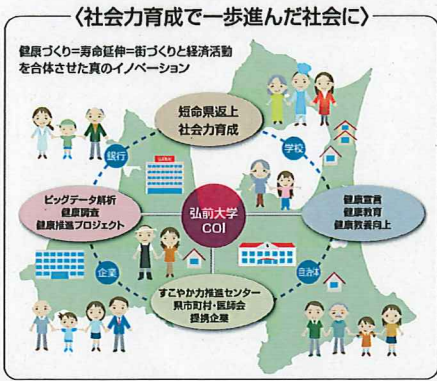 〈社会力育成で一歩進んだ社会に〉
健康づくり=寿命延伸=街づくりと経済活動
を合体させた真のイノベーション
短命県返上
社会力育成
銀行
学校
ビッグデータ解析
健康調査
健康推進プロジェクト
弘前大学
COI
健康宣言
健康教育
健康教養向上
企業
自治体
すこやか力推進センター
県市町村・医師会
提携企業